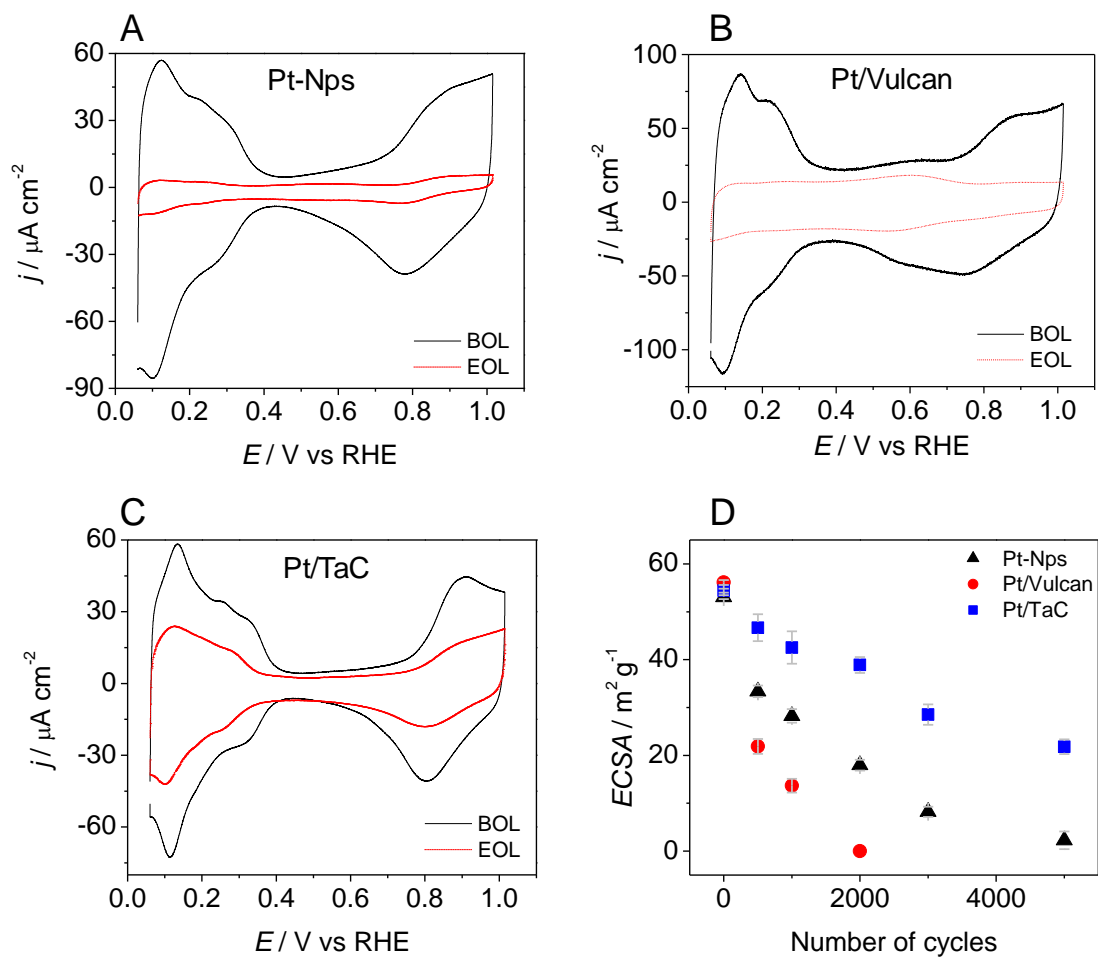 A
Pt-Nps
60
30
0
-30
-60
-90
j / μA cm-2
BOL
EOL
0.0 0.2 0.4 0.6 0.8 1.0
E / V vs RHE
B
Pt/Vulcan
100
50
0
-50
-100
j / μA cm-2
BOL
EOL
0.0 0.2 0.4 0.6 0.8 1.0
E / V vs RHE
C
Pt/TaC
60
30
0
-30
-60
j / μA cm-2
BOL
EOL
0.0 0.2 0.4 0.6 0.8 1.0
E / V vs RHE
D
Pt-Nps
Pt/Vulcan
Pt/TaC
60
40
20
0
ECSA / m2 g-1
0 2000 4000
Number of cycles